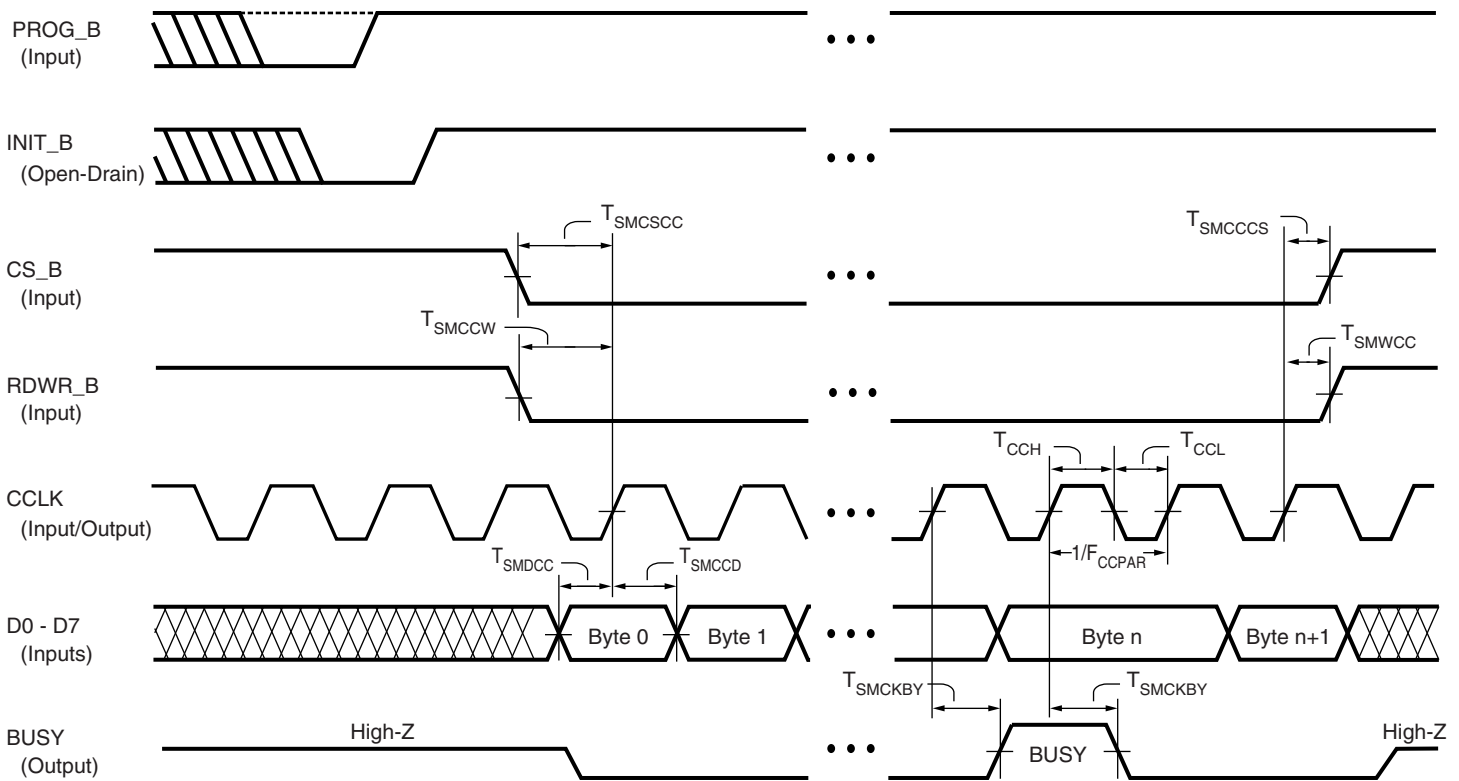 PROG_B
(Input)
INIT_B
(Open-Drain)
T_SMCSCC
T_SMCCCS
CS_B
(Input)
T_SMCCW
T_SMWCC
RDWR_B
(Input)
T_CCH
T_CCL
CCLK
(Input/Output)
T_SMDCC
T_SMCCD
1/F_CCPAR
D0 - D7
(Inputs)
Byte 0
Byte 1
Byte n
Byte n+1
T_SMCKBY
T_SMCKBY
BUSY
(Output)
High-Z
BUSY
High-Z